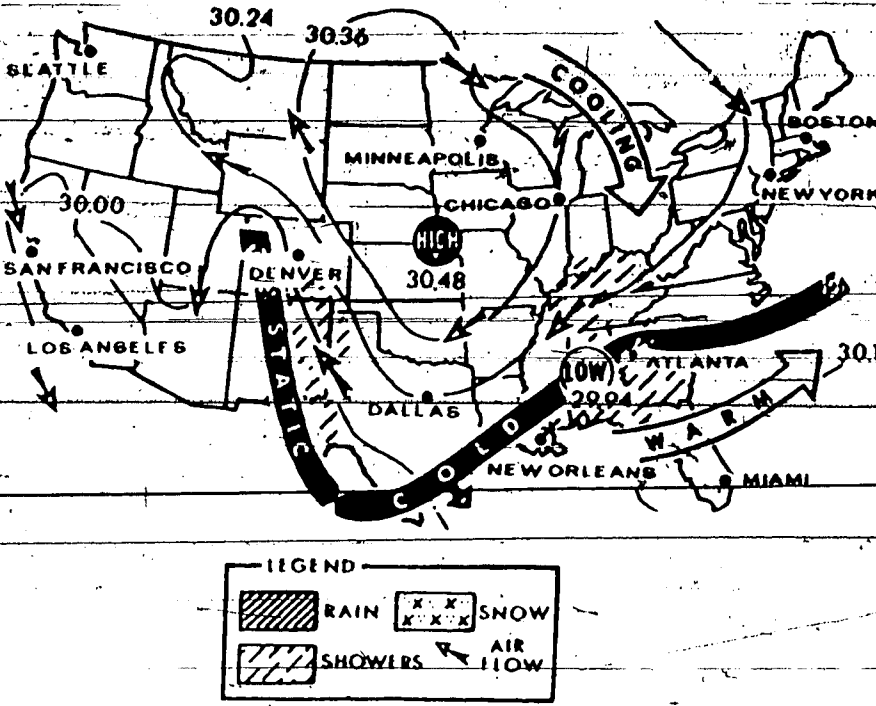 30.24
30.36
SEATTLE
COOLING
BOSTON
MINNEAPOLIS
NEW YORK
CHICAGO
30.00
HIGH
30.48
SAN FRANCISCO
DENVER
LOS ANGELES
STATIC
ATLANTA
LOW
29.94
DALLAS
COLD
WARM
NEW ORLEANS
MIAMI
LEGEND
RAIN
SNOW
SHOWERS
AIR
FLOW